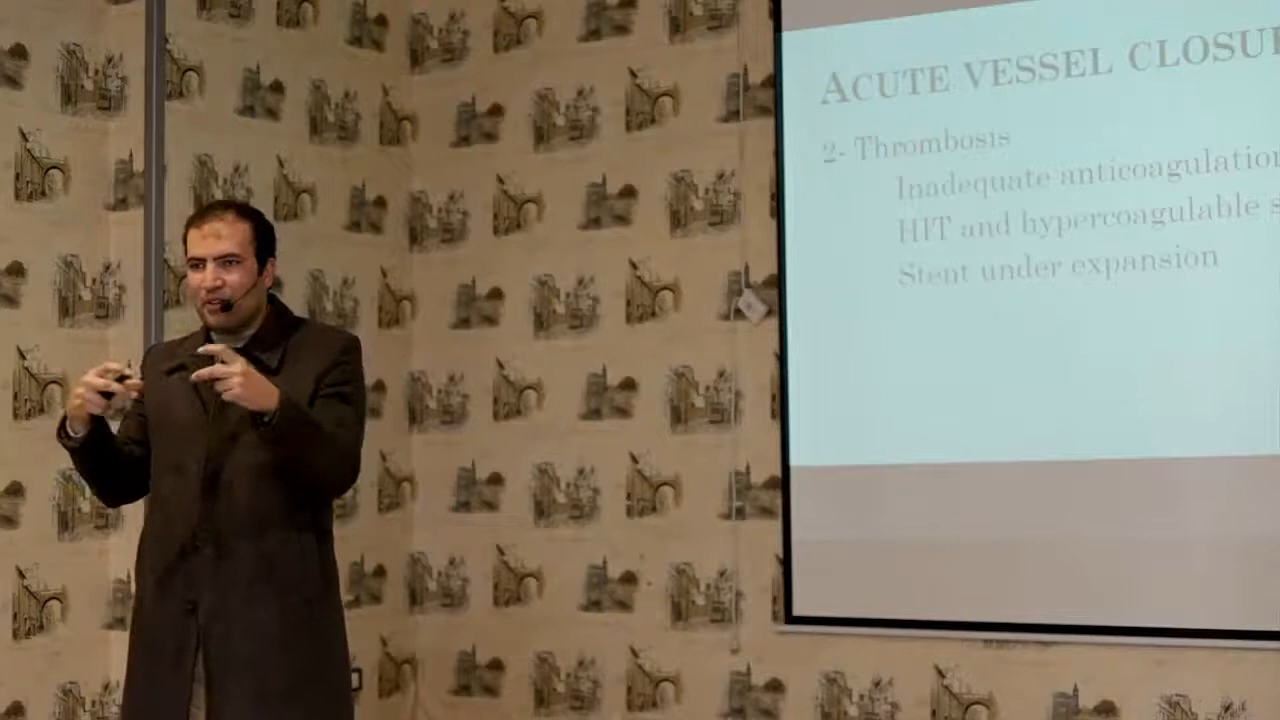 ACUTE VESSEL CLOSU
2- Thrombosis
Inadequate anticoagulation
HIT and hypercoagulable s
Stent under expansion